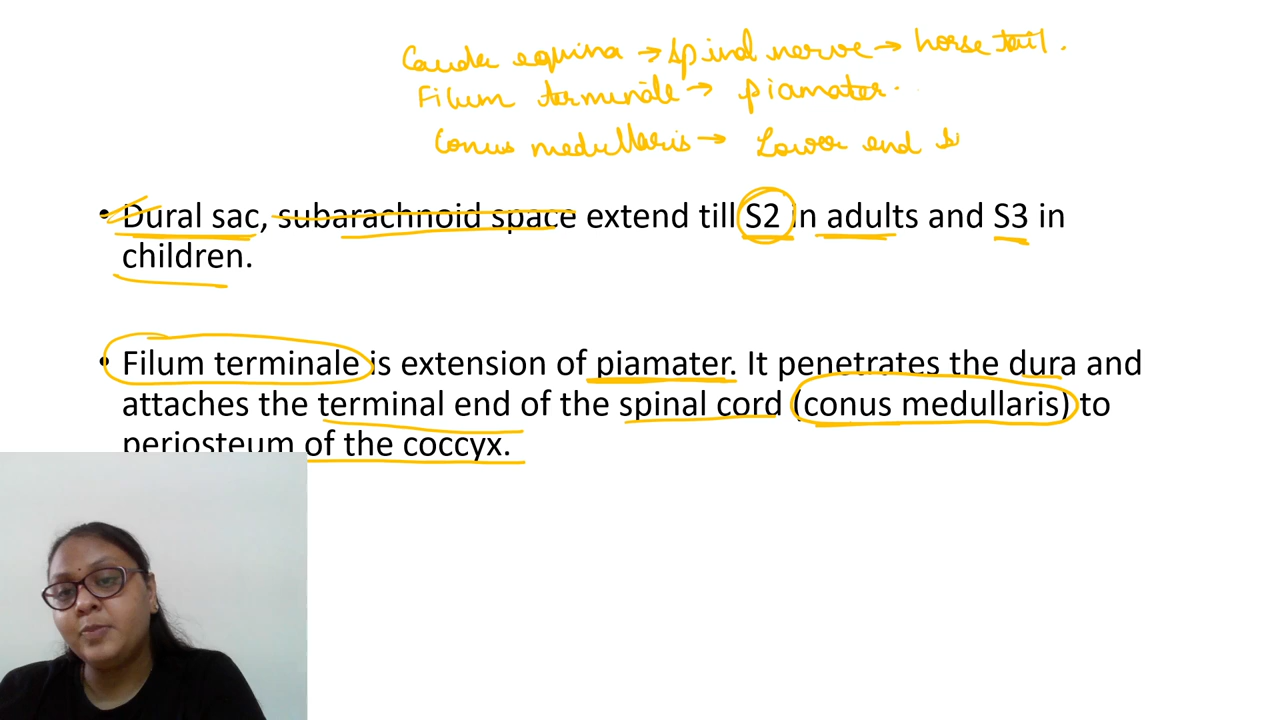 Cauda equina → Spinal nerve → horse tail.
Filum terminale → piamater.
Conus medullaris → Lower end s
• Dural sac, subarachnoid space extend till S2 in adults and S3 in
children.
• Filum terminale is extension of piamater. It penetrates the dura and
attaches the terminal end of the spinal cord (conus medullaris) to
periosteum of the coccyx.